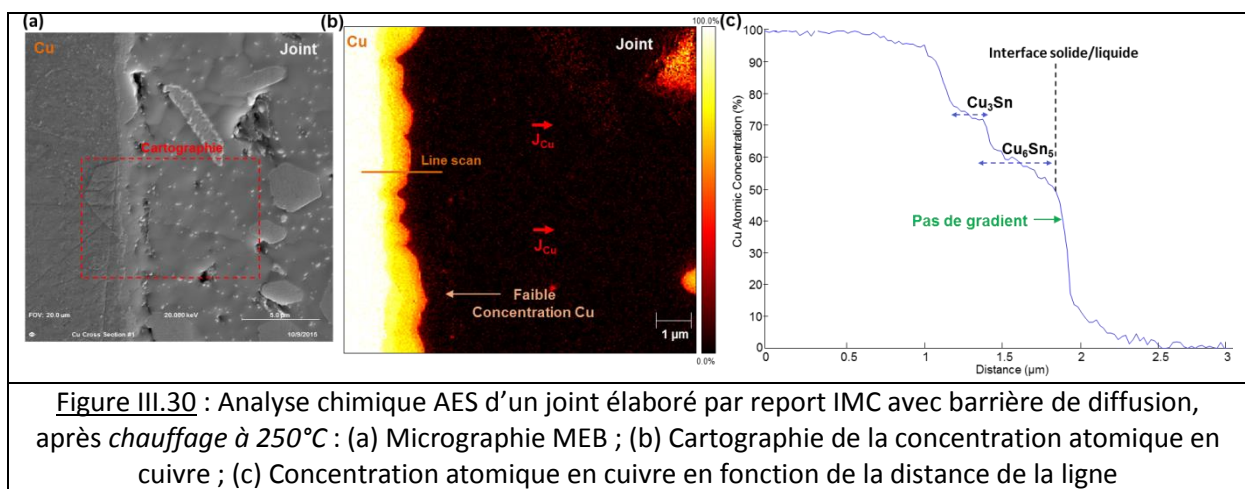 (a)
Cu
Joint
Cartographie
FOV: 20.0 um
20.000 keV
5.0 µm
Cu Cross Section #1
10/9/2015
(b)
Cu
Joint
100.0%
J Cu
Line scan
J Cu
Faible
Concentration Cu
1 µm
0.0%
(c)
Cu Atomic Concentration (%)
100
90
80
70
60
50
40
30
20
10
0
Interface solide/liquide
Cu₃Sn
Cu₆Sn₅
Pas de gradient
0
0.5
1
1.5
2
2.5
3
Distance (µm)
Figure III.30 : Analyse chimique AES d’un joint élaboré par report IMC avec barrière de diffusion,
après chauffage à 250°C : (a) Micrographie MEB ; (b) Cartographie de la concentration atomique en
cuivre ; (c) Concentration atomique en cuivre en fonction de la distance de la ligne